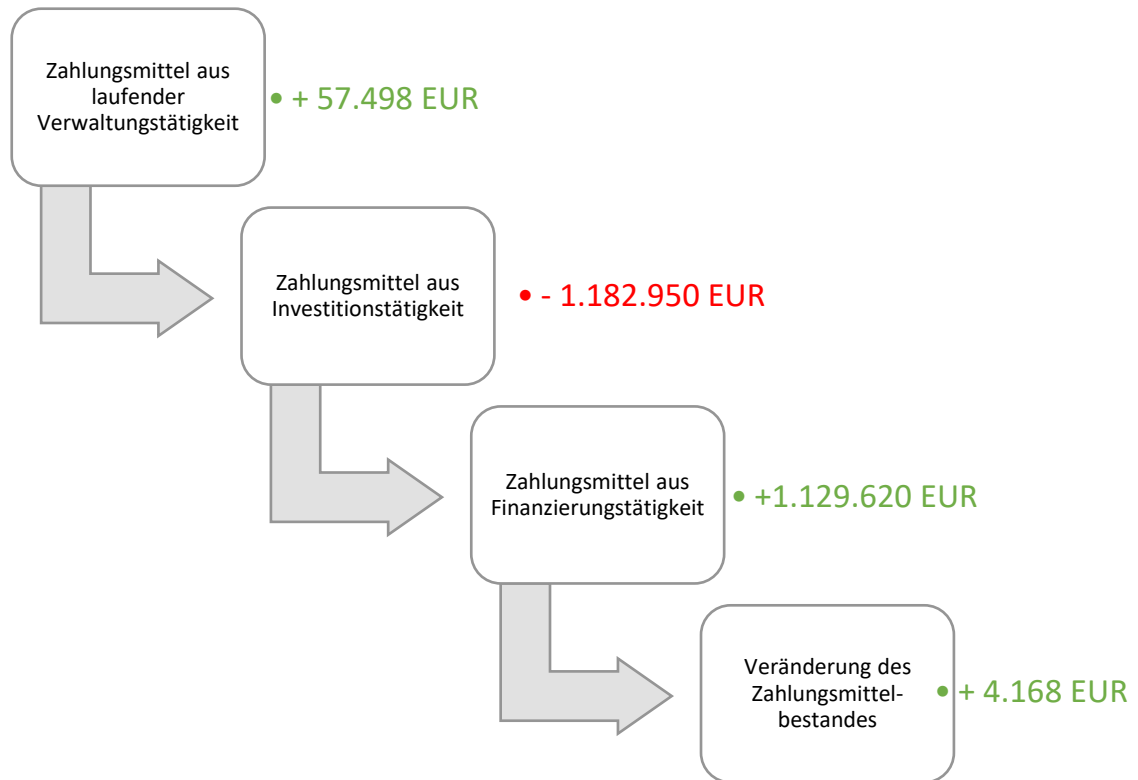 Zahlungsmittel aus
laufender
Verwaltungstätigkeit
• + 57.498 EUR
Zahlungsmittel aus
Investitionstätigkeit
• - 1.182.950 EUR
Zahlungsmittel aus
Finanzierungstätigkeit
• +1.129.620 EUR
Veränderung des
Zahlungsmittel-
bestandes
• + 4.168 EUR